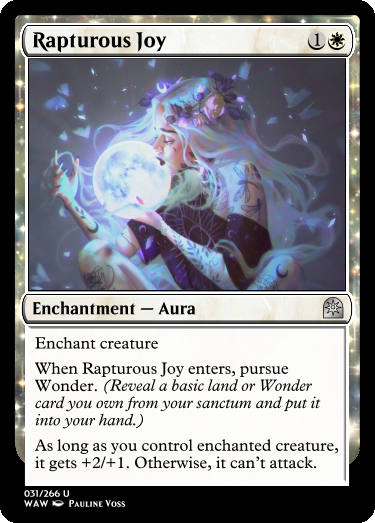 Rapturous Joy 1
Enchantment — Aura
Enchant creature
When Rapturous Joy enters, pursue
Wonder. (Reveal a basic land or Wonder
card you own from your sanctum and put it
into your hand.)
As long as you control enchanted creature,
it gets +2/+1. Otherwise, it can't attack.
031/266 U
WAW Pauline Voss